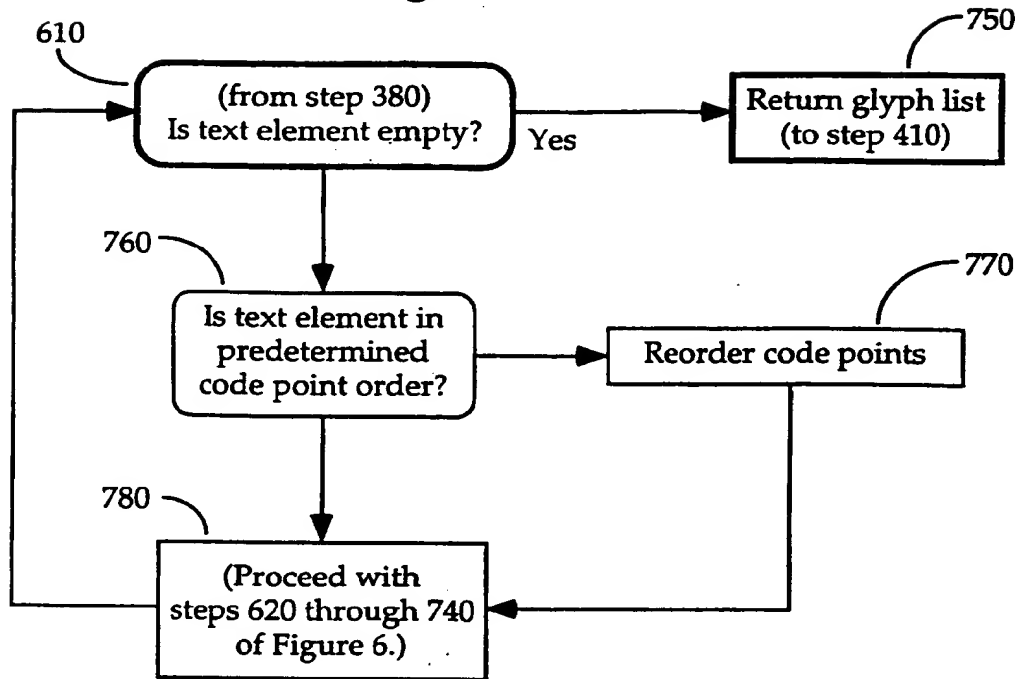 610
(from step 380)
Is text element empty?
Yes
750
Return glyph list
(to step 410)
760
Is text element in
predetermined
code point order?
770
Reorder code points
780
(Proceed with
steps 620 through 740
of Figure 6.)